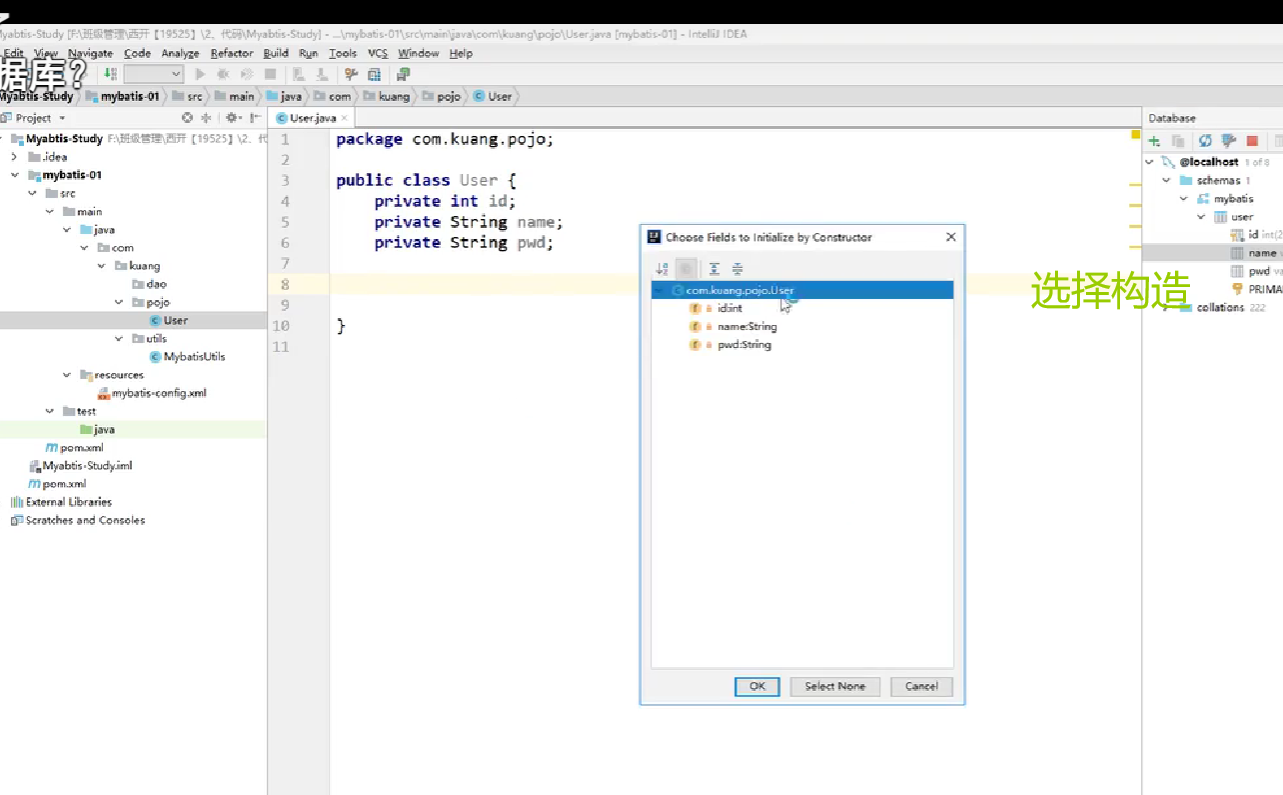 Myabtis-Study [F:\班级管理\西开【19525】\2、代码\Myabtis-Study] - ...\mybatis-01\src\main\java\com\kuang\pojo\User.java [mybatis-01] - IntelliJ IDEA
Edit View Navigate Code Analyze Refactor Build Run Tools VCS Window Help
据库?
Myabtis-Study mybatis-01 src main java com kuang pojo User
Project
User.java
Database
Myabtis-Study F:\班级管理\西开【19525】\2、代
.idea
mybatis-01
src
main
java
com
kuang
dao
pojo
User
utils
MybatisUtils
resources
mybatis-config.xml
test
java
pom.xml
Myabtis-Study.iml
pom.xml
External Libraries
Scratches and Consoles
1 package com.kuang.pojo;
2
3 public class User {
4 private int id;
5 private String name;
6 private String pwd;
7
8
9
10 }
11
Choose Fields to Initialize by Constructor
com.kuang.pojo.User
id:int
name:String
pwd:String
OK Select None Cancel
选择构造
@localhost 1 of 8
schemas 1
mybatis
user
id int(2
name v
pwd va
PRIMA
collations 222